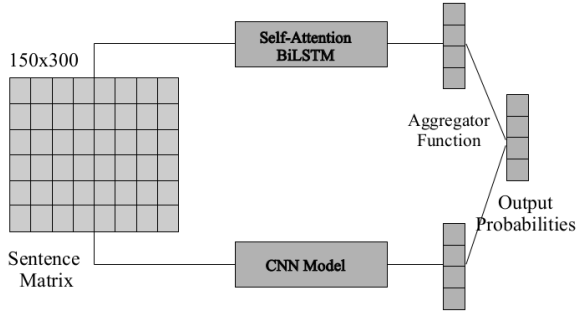 150x300
Self-Attention
BiLSTM
Aggregator
Function
Output
Probabilities
Sentence
Matrix
CNN Model